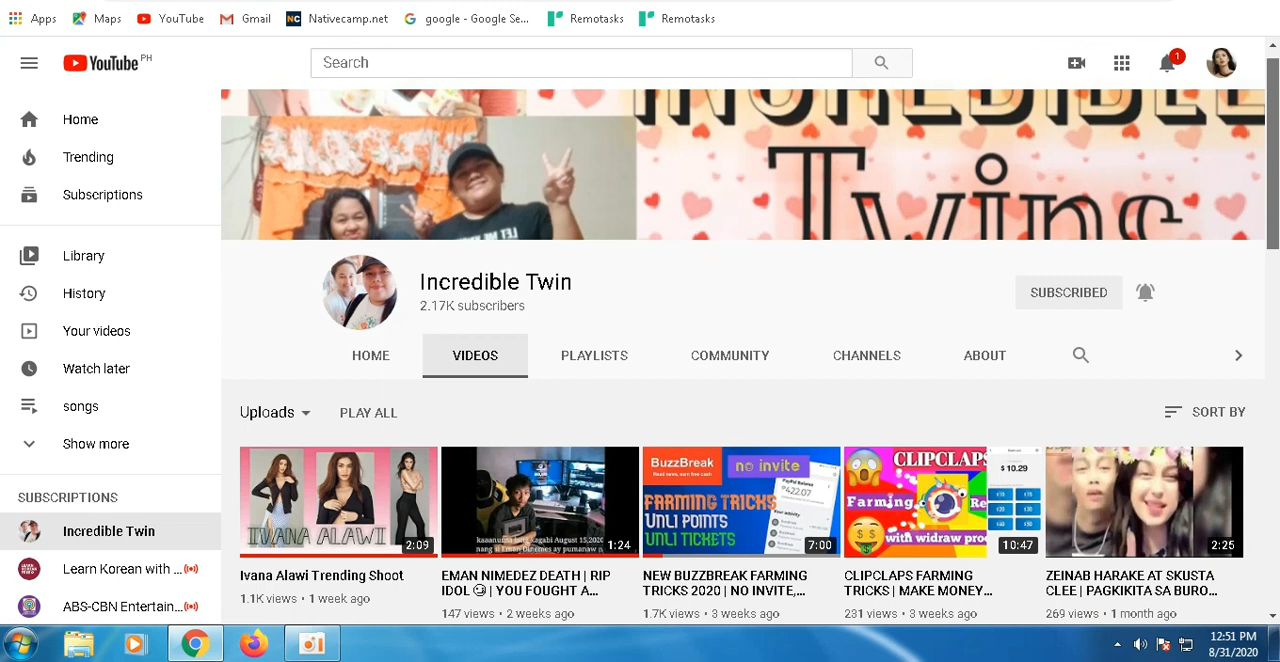 Apps Maps YouTube Gmail Nativecamp.net google - Google Se... Remotasks Remotasks
YouTube PH
Search
1
Home
Trending
Subscriptions
Library
History
Your videos
Watch later
songs
Show more
SUBSCRIPTIONS
Incredible Twin
Learn Korean with ...
ABS-CBN Entertain...
INCREDIBLE
Twins
Incredible Twin
2.17K subscribers
SUBSCRIBED
HOME VIDEOS PLAYLISTS COMMUNITY CHANNELS ABOUT
Uploads PLAY ALL SORT BY
IVANA ALAWI
2:09
Ivana Alawi Trending Shoot
1.1K views • 1 week ago
1:24
EMAN NIMEDEZ DEATH | RIP
IDOL 😥 | YOU FOUGHT A...
147 views • 2 weeks ago
BuzzBreak
no invite
FARMING TRICKS
UNLI POINTS
UNLI TICKETS
7:00
NEW BUZZBREAK FARMING
TRICKS 2020 | NO INVITE,...
1.7K views • 3 weeks ago
CLIPCLAPS
$ 10.29
Farming
with widraw
10:47
CLIPCLAPS FARMING
TRICKS | MAKE MONEY...
231 views • 3 weeks ago
2:25
ZEINAB HARAKE AT SKUSTA
CLEE | PAGKIKITA SA BURO...
269 views • 1 month ago
12:51 PM
8/31/2020